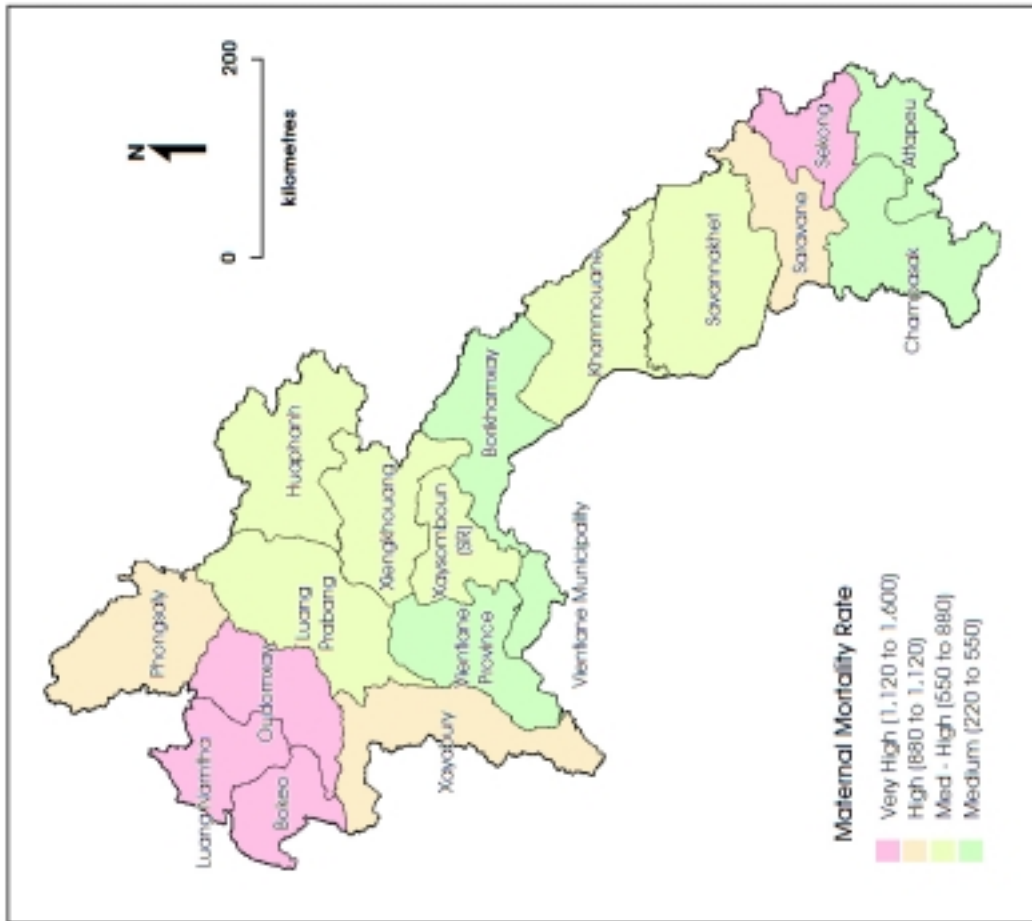 N
0 200
kilometres
Phongsaly
Luang Namtha
Oudomxay
Bokeo
Huaphanh
Luang
Prabang
Xiengkhouang
Xayabury
Xaysomboun
(SR)
Vientiane
Province
Borikhamxay
Vientiane Municipality
Khammouane
Savannakhet
Saravane
Sekong
Champasak
Attapeu
Maternal Mortality Rate
Very High (1,120 to 1,600)
High (880 to 1,120)
Med - High (550 to 880)
Medium (220 to 550)